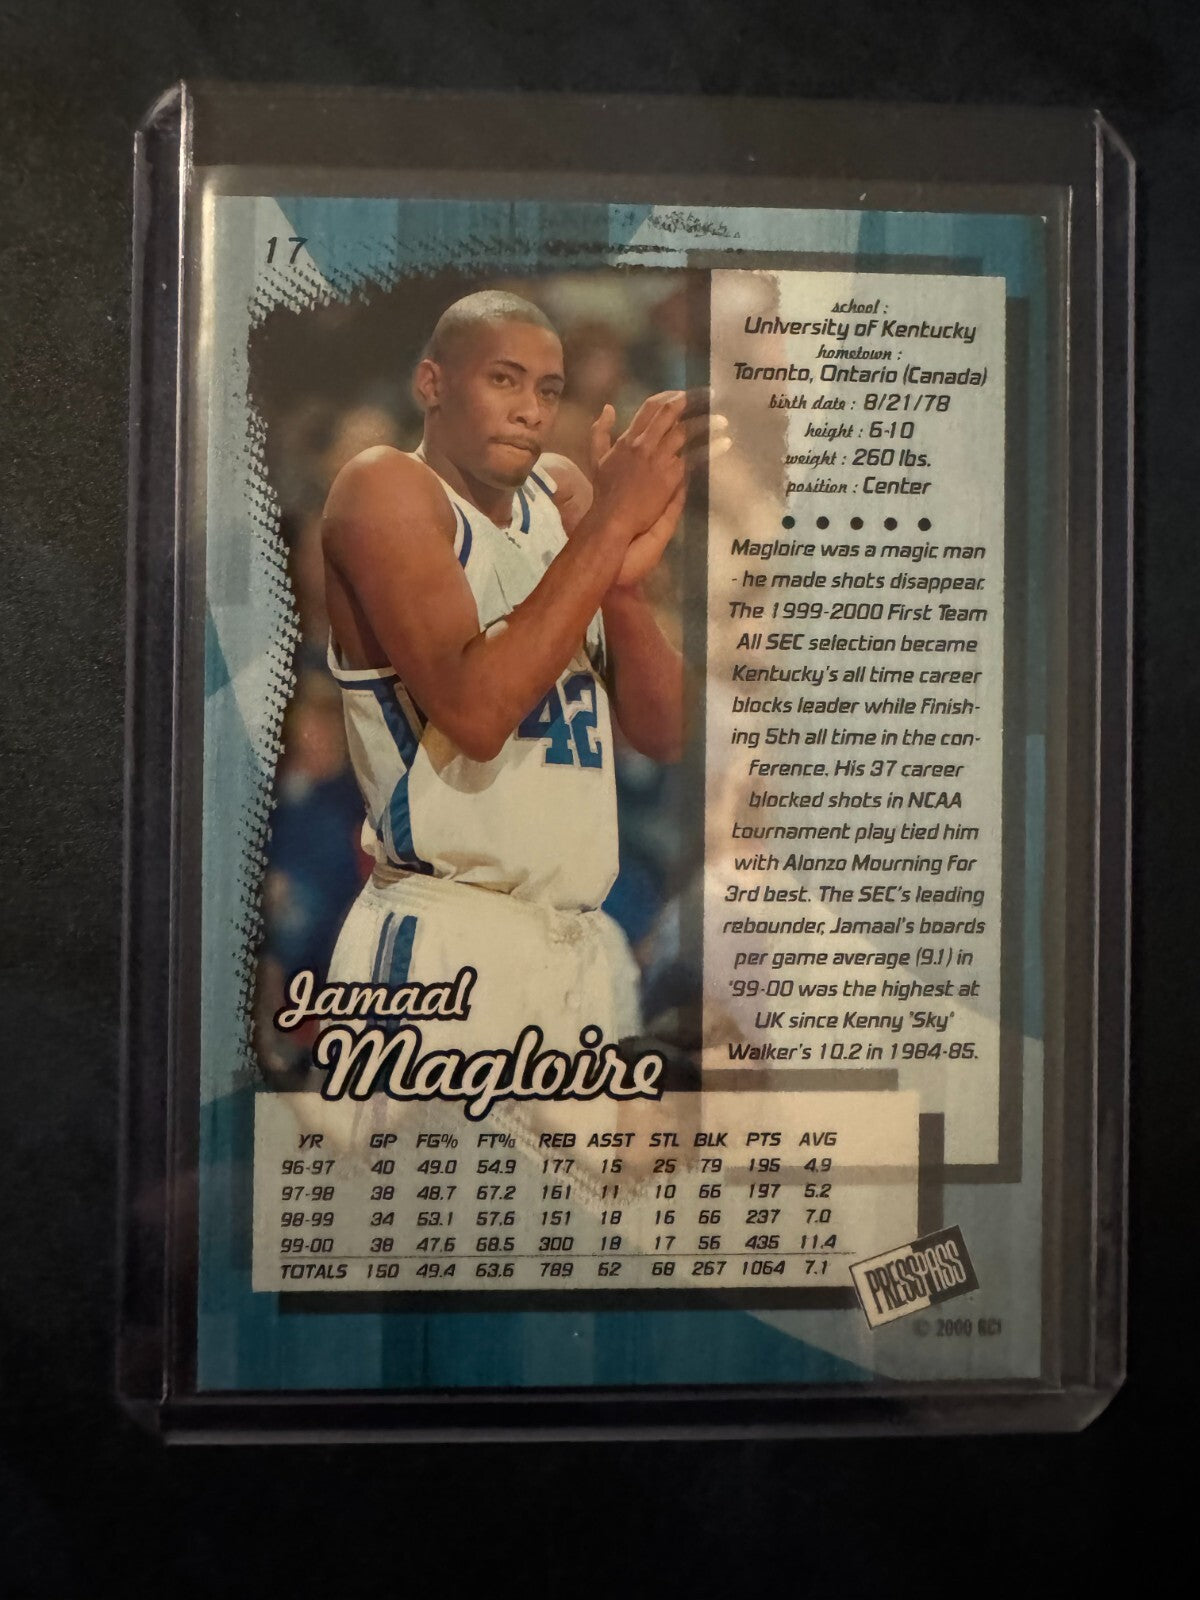 17
school :
University of Kentucky
hometown :
Toronto, Ontario (Canada)
birth date : 8/21/78
height : 6-10
weight : 260 lbs.
position : Center
Magloire was a magic man
- he made shots disappear.
The 1999-2000 First Team
All SEC selection became
Kentucky's all time career
blocks leader while finish-
ing 5th all time in the con-
ference. His 37 career
blocked shots in NCAA
tournament play tied him
with Alonzo Mourning for
3rd best. The SEC's leading
rebounder, Jamaal's boards
per game average (9.1) in
'99-00 was the highest at
UK since Kenny "Sky"
Walker's 10.2 in 1984-85.
42
Jamaal
Magloire
YR GP FG% FT% REB ASST STL BLK PTS AVG
96-97 40 49.0 54.9 177 15 25 79 195 4.9
97-98 38 48.7 67.2 161 11 10 66 197 5.2
98-99 34 53.1 57.6 151 18 16 66 237 7.0
99-00 38 47.6 68.5 300 18 17 56 435 11.4
TOTALS 150 49.4 63.6 789 62 68 267 1064 7.1
PRESS PASS
© 2000 RCI